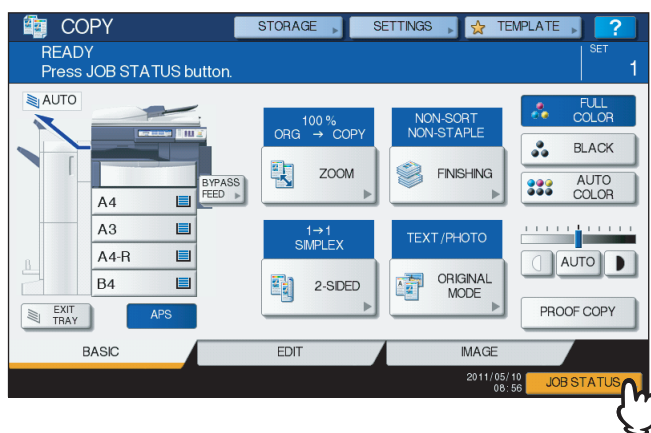 COPY
STORAGE
SETTINGS
TEMPLATE
?
READY
Press JOB STATUS button.
SET
1
AUTO
100 %
ORG → COPY
ZOOM
NON-SORT
NON-STAPLE
FINISHING
FULL
COLOR
BLACK
AUTO
COLOR
BYPASS
FEED
A4
A3
A4-R
B4
1→1
SIMPLEX
2-SIDED
TEXT/PHOTO
ORIGINAL
MODE
AUTO
EXIT
TRAY
APS
PROOF COPY
BASIC
EDIT
IMAGE
2011/05/10
08:56
JOB STATUS